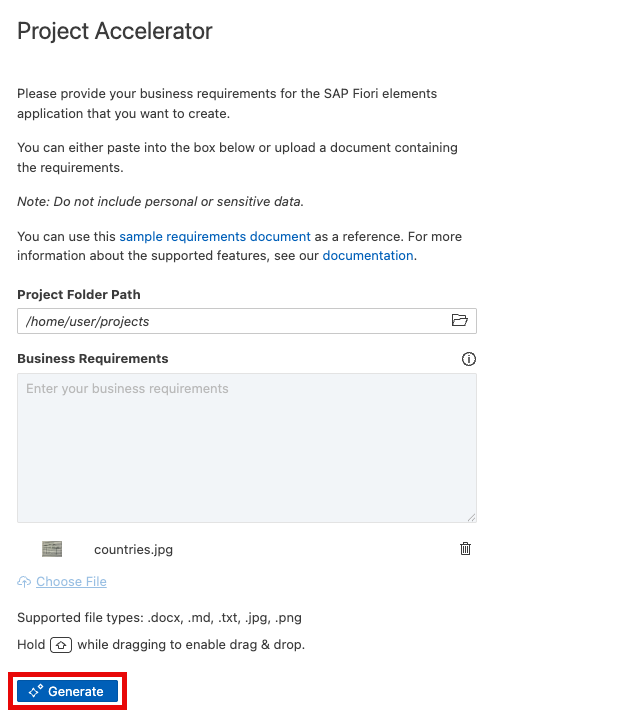 Project Accelerator
Please provide your business requirements for the SAP Fiori elements
application that you want to create.
You can either paste into the box below or upload a document containing
the requirements.
Note: Do not include personal or sensitive data.
You can use this sample requirements document as a reference. For more
information about the supported features, see our documentation.
Project Folder Path
/home/user/projects
Business Requirements
Enter your business requirements
countries.jpg
Choose File
Supported file types: .docx, .md, .txt, .jpg, .png
Hold while dragging to enable drag & drop.
Generate